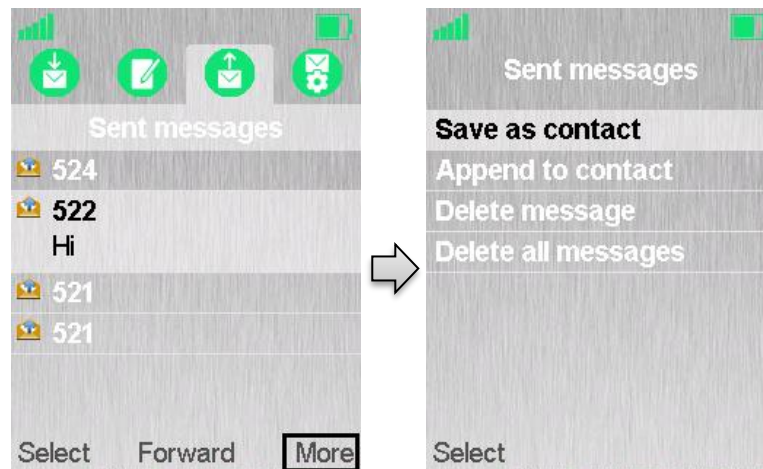 Sent messages
524
522
Hi
521
521
Select Forward More
Sent messages
Save as contact
Append to contact
Delete message
Delete all messages
Select